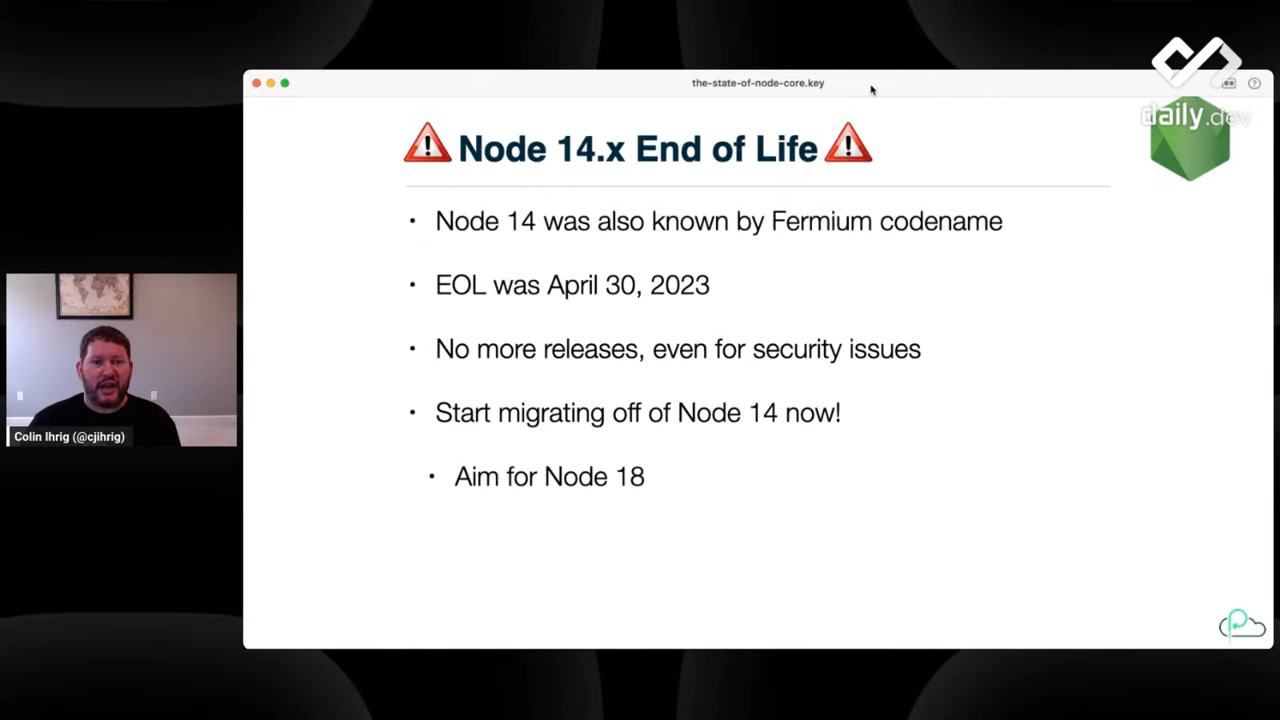 the-state-of-node-core.key
daily.dev
Node 14.x End of Life
• Node 14 was also known by Fermium codename
• EOL was April 30, 2023
• No more releases, even for security issues
• Start migrating off of Node 14 now!
• Aim for Node 18
Colin Ihrig (@cjihrig)